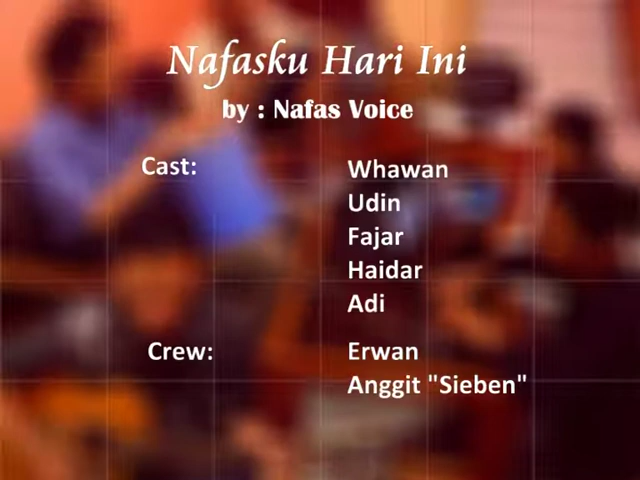 Nafasku Hari Ini
by : Nafas Voice
Cast:
Whawan
Udin
Fajar
Haidar
Adi
Crew:
Erwan
Anggit "Sieben"